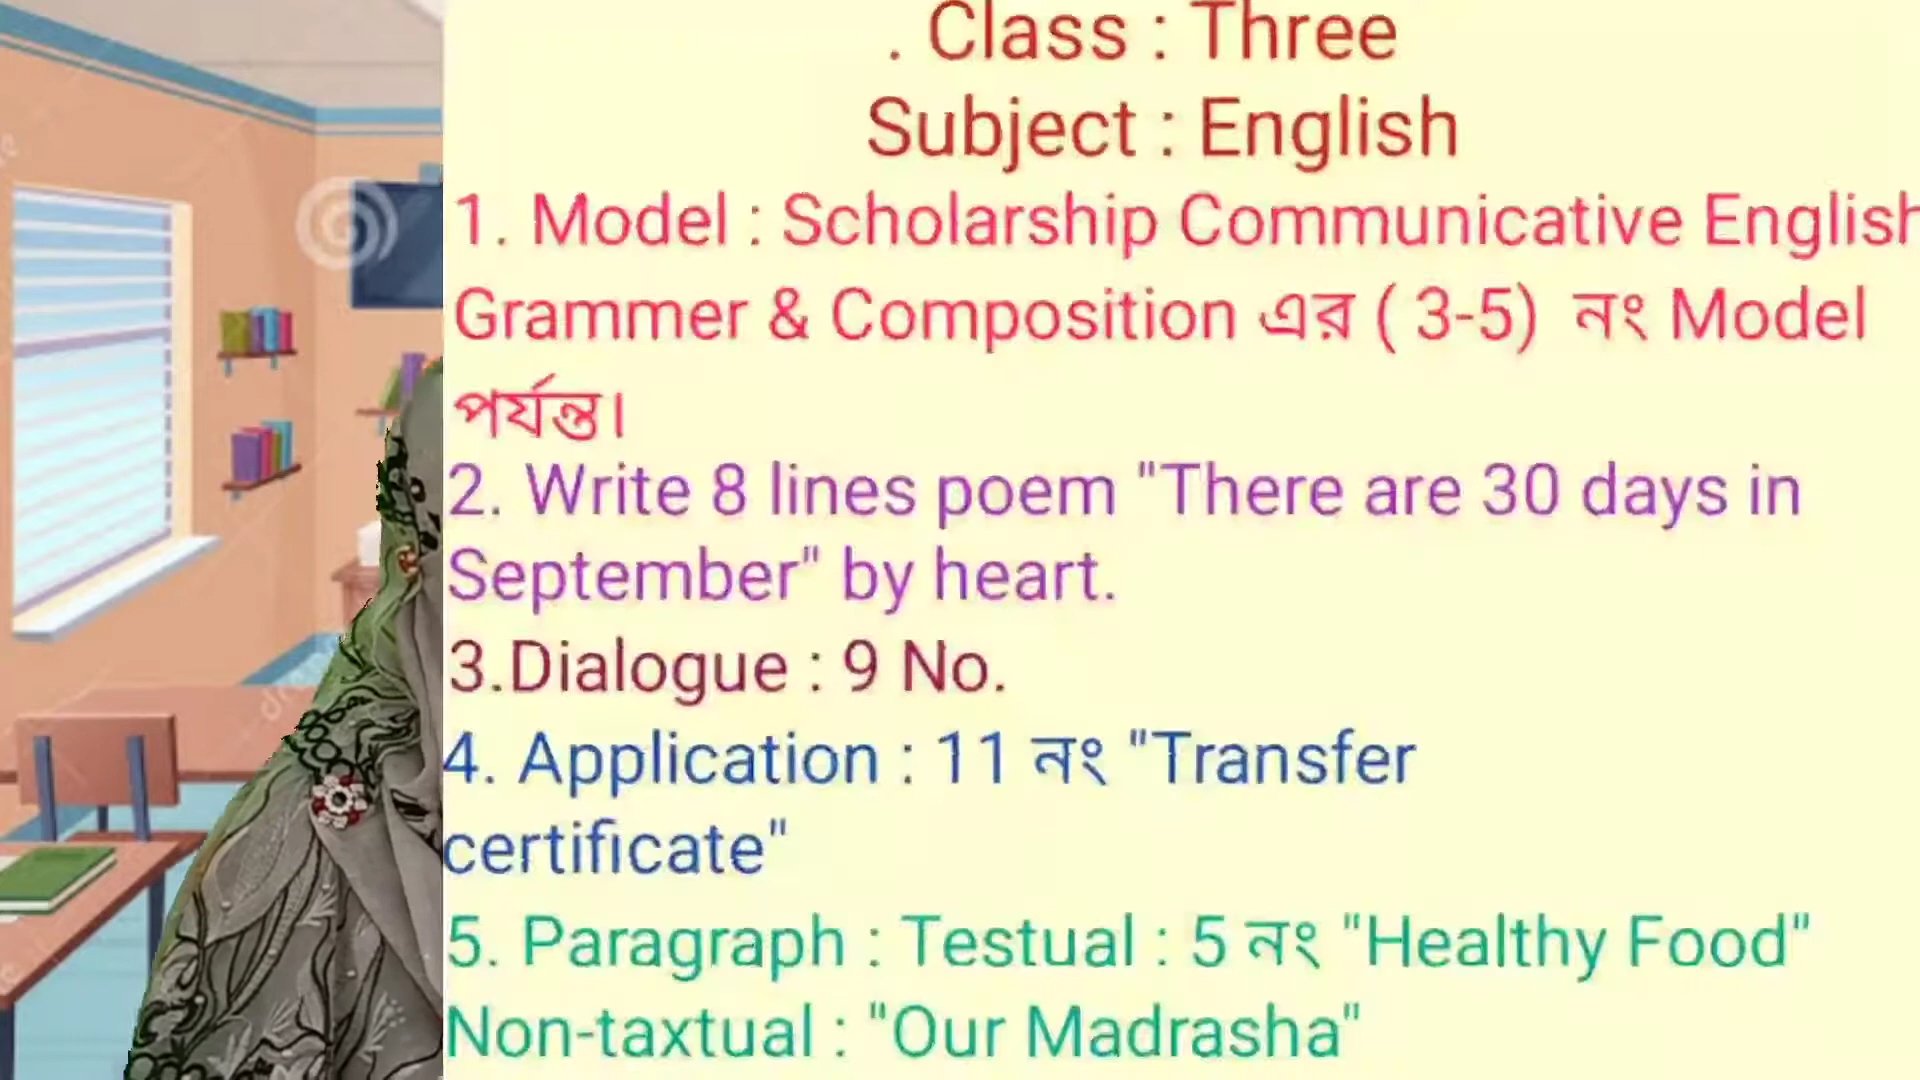 . Class : Three
Subject : English
1. Model : Scholarship Communicative English
Grammer & Composition এর ( 3-5) নং Model
পর্যন্ত।
2. Write 8 lines poem "There are 30 days in
September" by heart.
3.Dialogue : 9 No.
4. Application : 11 নং "Transfer
certificate"
5. Paragraph : Testual : 5 নং "Healthy Food"
Non-taxtual : "Our Madrasha"